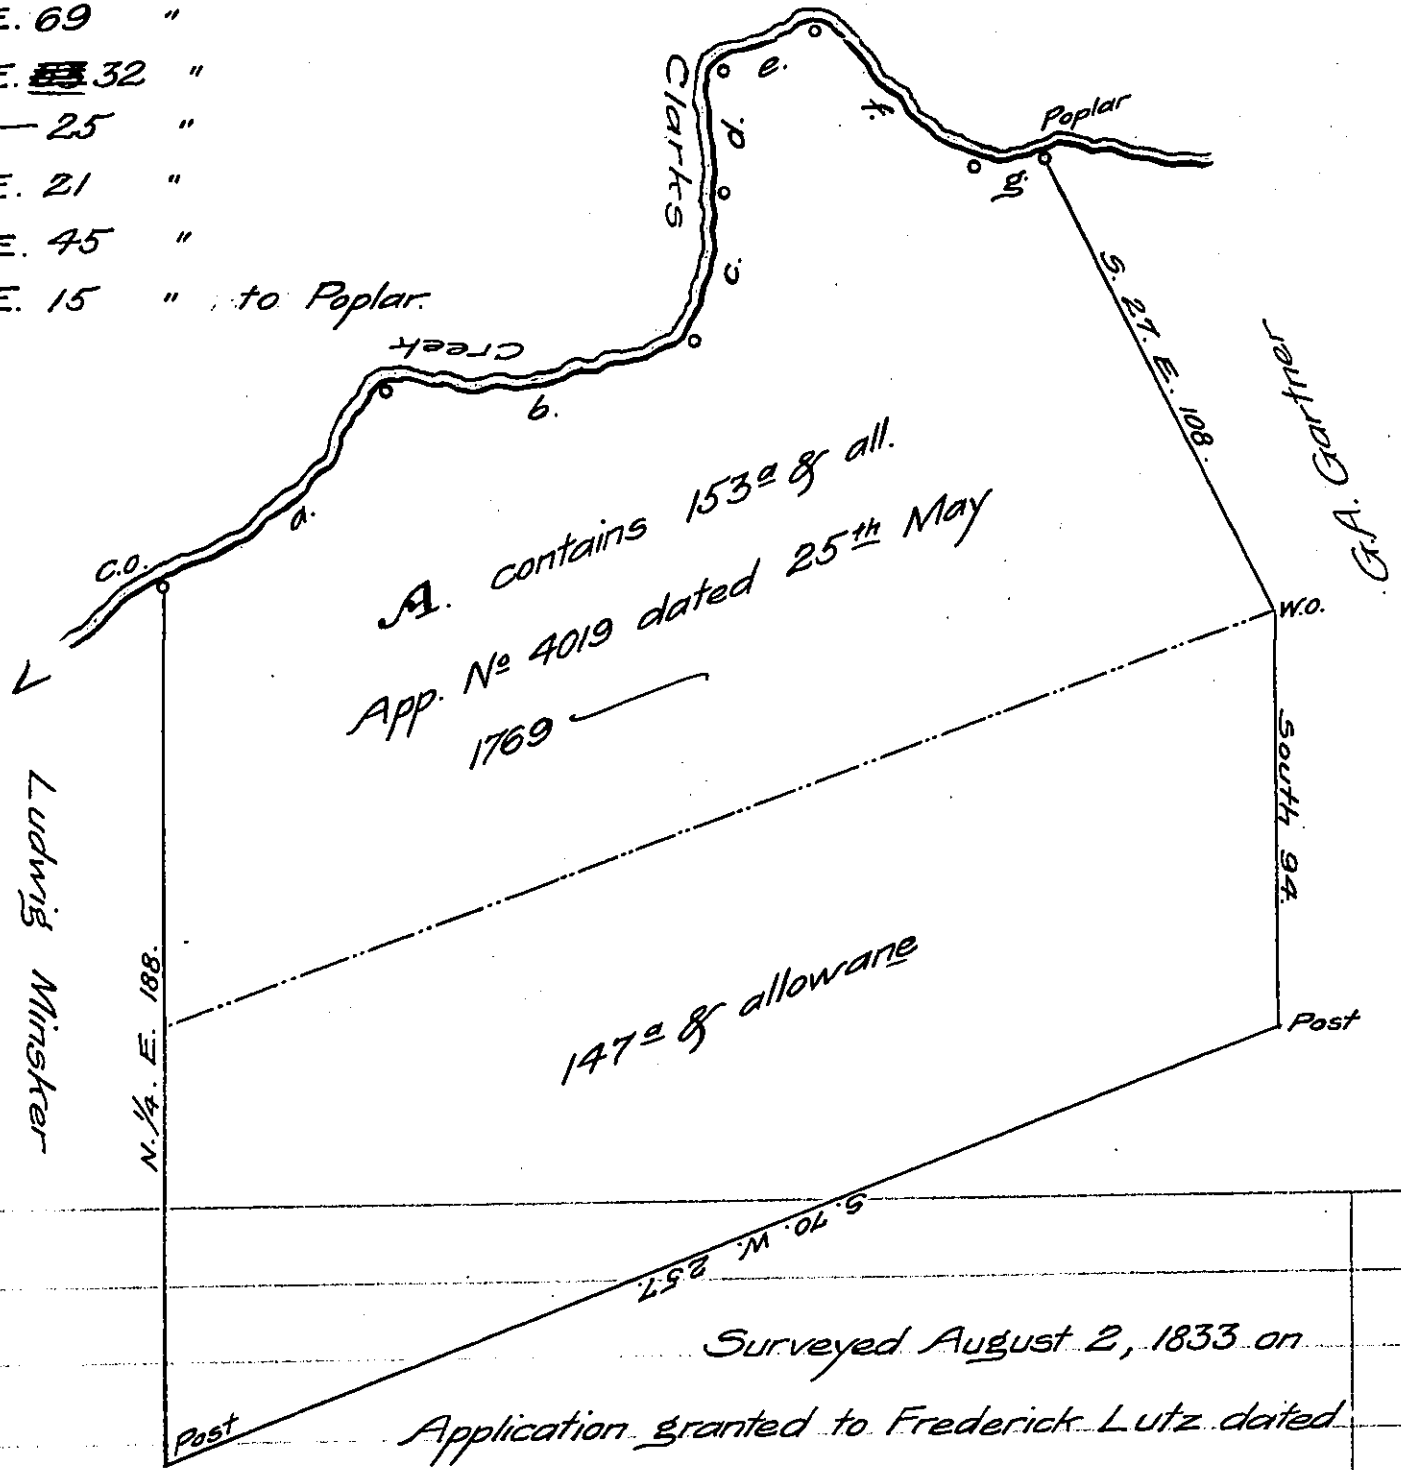 E. 69 "
E. 32 "
— 25 "
E. 21 "
E. 45 "
E. 15 " to Poplar.
Clarks
Creek
a.
b.
c.
d.
e.
f.
g.
Poplar
C.O.
S. 27. E. 108.
G.A. Gartner
W.O.
A. contains 153ª & all.
App. Nº 4019 dated 25th May
1769
South 94.
Ludwig Minsker
N. 1/4. E. 188.
147ª & allowane
Post
S. 70. W. 257.
Post
Surveyed August 2, 1833 on
Application granted to Frederick Lutz dated